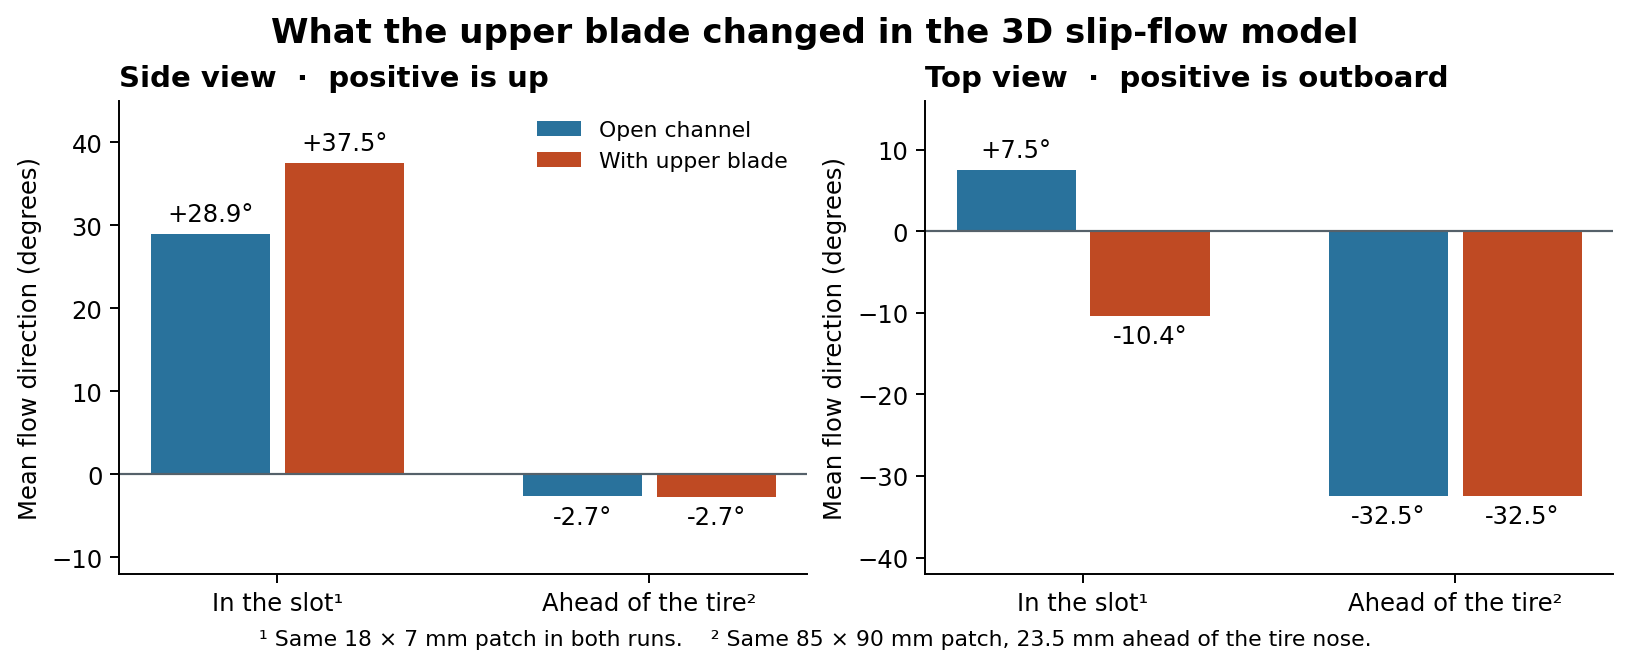 What the upper blade changed in the 3D slip-flow model
Side view · positive is up
Mean flow direction (degrees)
40
30
20
10
0
−10
+28.9°
+37.5°
-2.7°
-2.7°
Open channel
With upper blade
In the slot¹
Ahead of the tire²
Top view · positive is outboard
Mean flow direction (degrees)
10
0
−10
−20
−30
−40
+7.5°
-10.4°
-32.5°
-32.5°
In the slot¹
Ahead of the tire²
¹ Same 18 × 7 mm patch in both runs. ² Same 85 × 90 mm patch, 23.5 mm ahead of the tire nose.